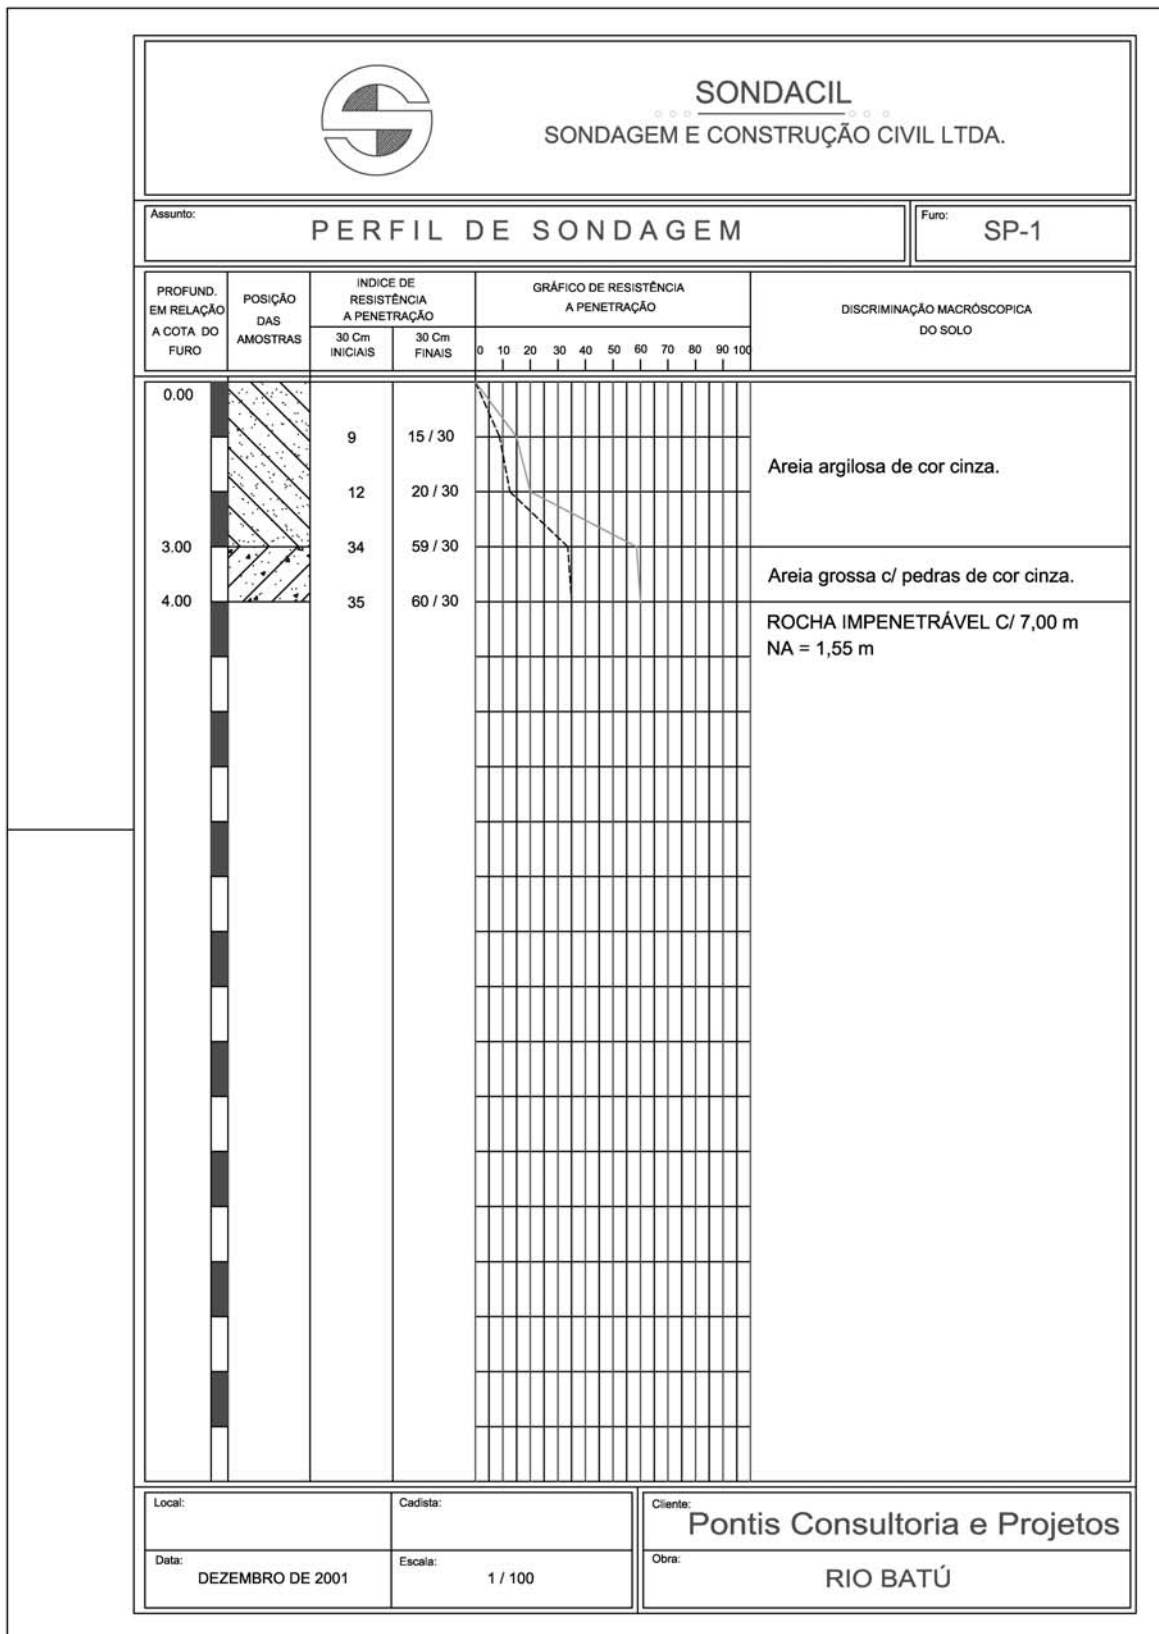 SONDACIL
SONDAGEM E CONSTRUÇÃO CIVIL LTDA.
Assunto:
PERFIL DE SONDAGEM
Furo:
SP-1
PROFUND.
EM RELAÇÃO
A COTA DO
FURO
POSIÇÃO
DAS
AMOSTRAS
INDICE DE
RESISTÊNCIA
A PENETRAÇÃO
30 Cm
INICIAIS
30 Cm
FINAIS
GRÁFICO DE RESISTÊNCIA
A PENETRAÇÃO
0 10 20 30 40 50 60 70 80 90 100
DISCRIMINAÇÃO MACRÓSCOPICA
DO SOLO
0.00
9 15 / 30
Areia argilosa de cor cinza.
12 20 / 30
3.00 34 59 / 30
Areia grossa c/ pedras de cor cinza.
4.00 35 60 / 30
ROCHA IMPENETRÁVEL C/ 7,00 m
NA = 1,55 m
Local:
Cadista:
Cliente:
Pontis Consultoria e Projetos
Data:
DEZEMBRO DE 2001
Escala:
1 / 100
Obra:
RIO BATÚ